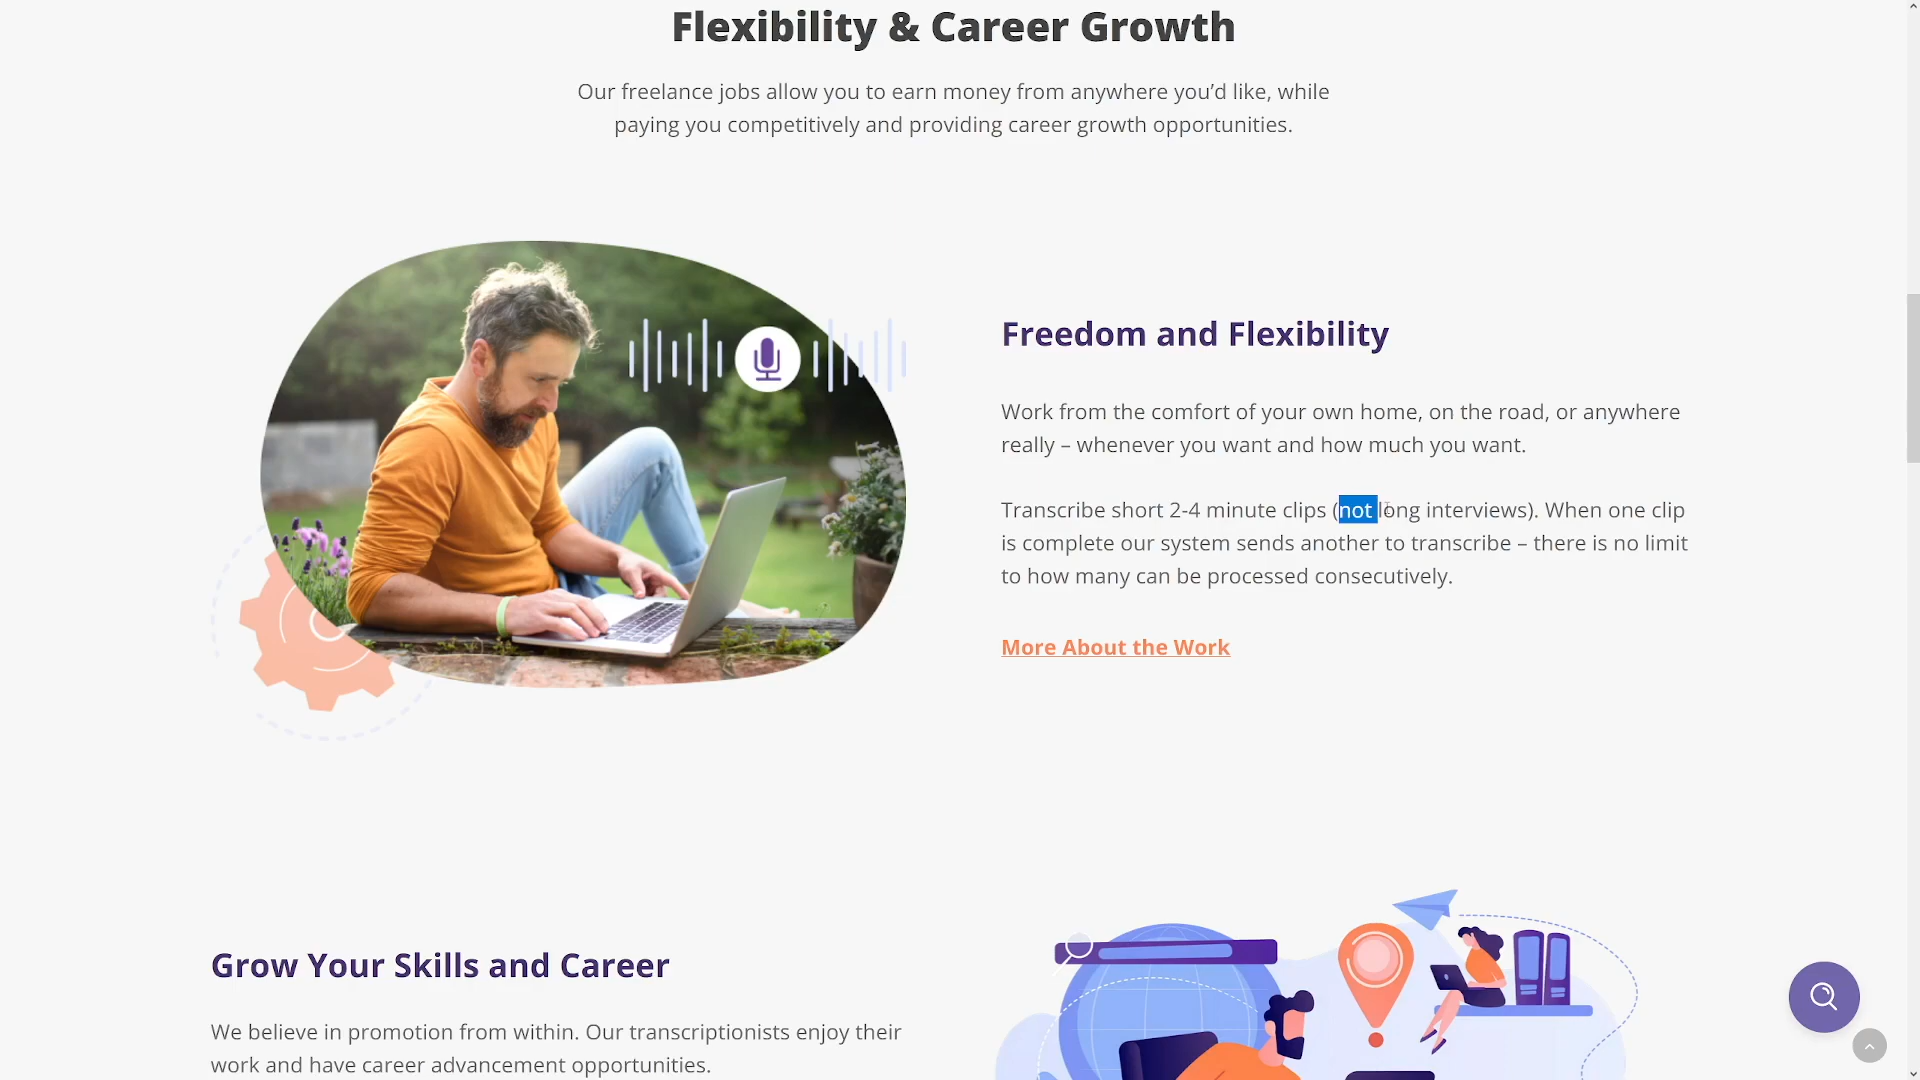 Flexibility & Career Growth
Our freelance jobs allow you to earn money from anywhere you’d like, while
paying you competitively and providing career growth opportunities.
Freedom and Flexibility
Work from the comfort of your own home, on the road, or anywhere
really – whenever you want and how much you want.
Transcribe short 2-4 minute clips (not long interviews). When one clip
is complete our system sends another to transcribe – there is no limit
to how many can be processed consecutively.
More About the Work
Grow Your Skills and Career
We believe in promotion from within. Our transcriptionists enjoy their
work and have career advancement opportunities.